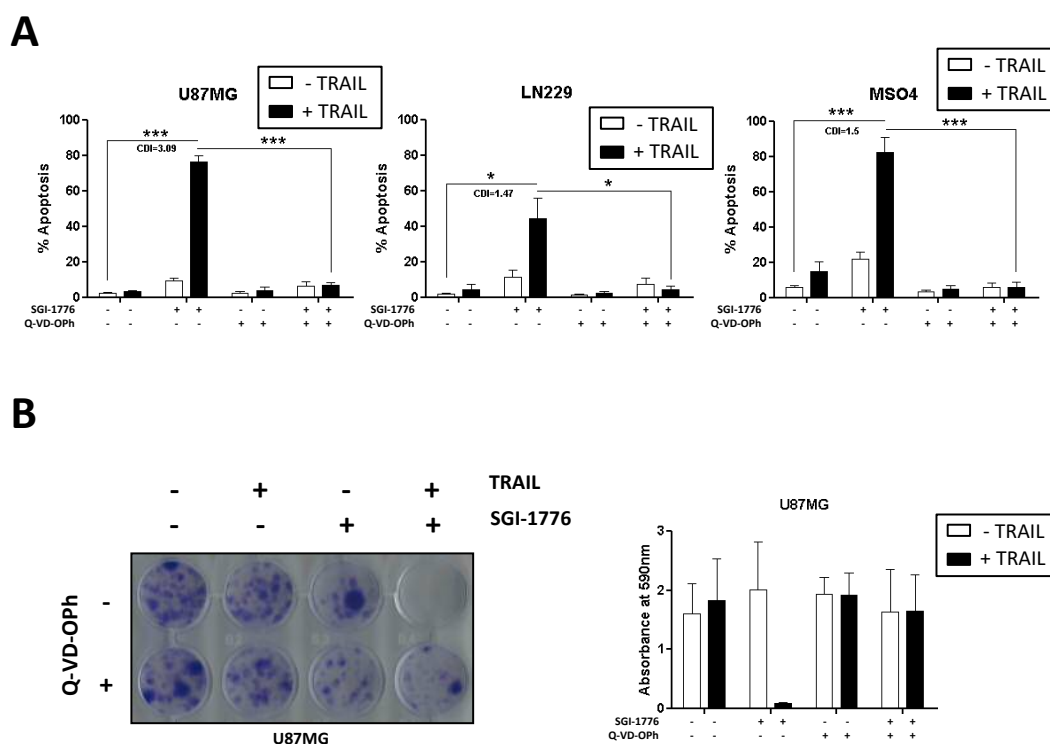 A
U87MG
- TRAIL
+ TRAIL
% Apoptosis
100
80
60
40
20
0
***
CDI=3.09
***
SGI-1776 - - + + - - + +
Q-VD-OPh - - - - + + + +
LN229
- TRAIL
+ TRAIL
% Apoptosis
100
80
60
40
20
0
*
CDI=1.47
*
SGI-1776 - - + + - - + +
Q-VD-OPh - - - - + + + +
MSO4
- TRAIL
+ TRAIL
% Apoptosis
100
80
60
40
20
0
***
CDI=1.5
***
SGI-1776 - - + + - - + +
Q-VD-OPh - - - - + + + +
B
- + - + TRAIL
- - + + SGI-1776
Q-VD-OPh
-
+
U87MG
U87MG
- TRAIL
+ TRAIL
Absorbance at 590nm
3
2
1
0
SGI-1776 - - + + - - + +
Q-VD-OPh - - - - + + + +